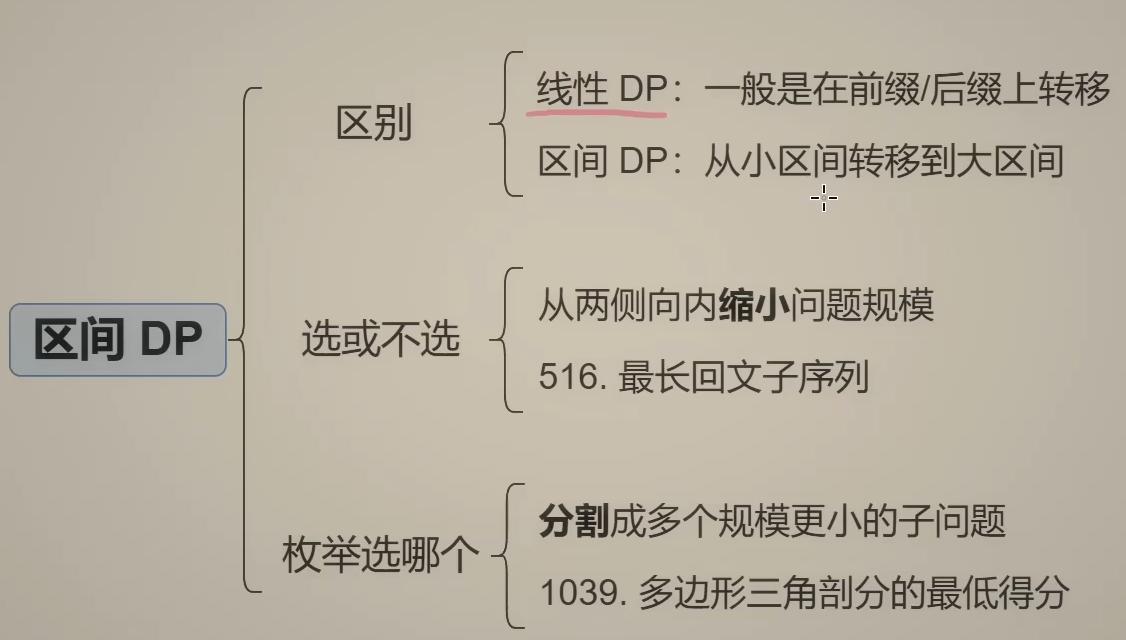 区间 DP
区别
线性 DP：一般是在前缀/后缀上转移
区间 DP：从小区间转移到大区间
选或不选
从两侧向内缩小问题规模
516. 最长回文子序列
枚举选哪个
分割成多个规模更小的子问题
1039. 多边形三角剖分的最低得分